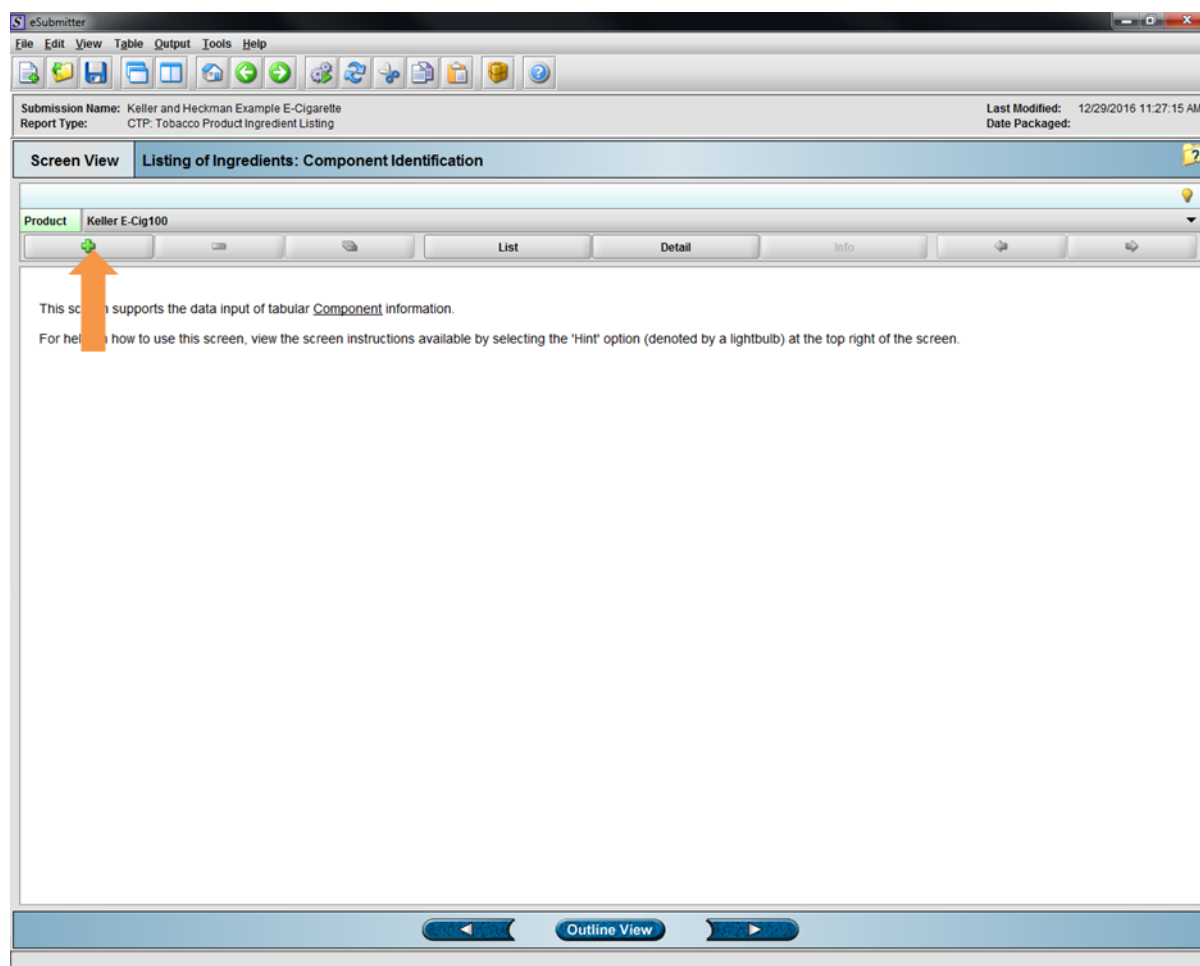 S eSubmitter
File Edit View Table Output Tools Help
Submission Name: Keller and Heckman Example E-Cigarette
Last Modified: 12/29/2016 11:27:15 AM
Report Type: CTP: Tobacco Product Ingredient Listing
Date Packaged:
Screen View Listing of Ingredients: Component Identification
Product Keller E-Cig100
List Detail Info
This supports the data input of tabular Component information.
For how to use this screen, view the screen instructions available by selecting the 'Hint' option (denoted by a lightbulb) at the top right of the screen.
Outline View